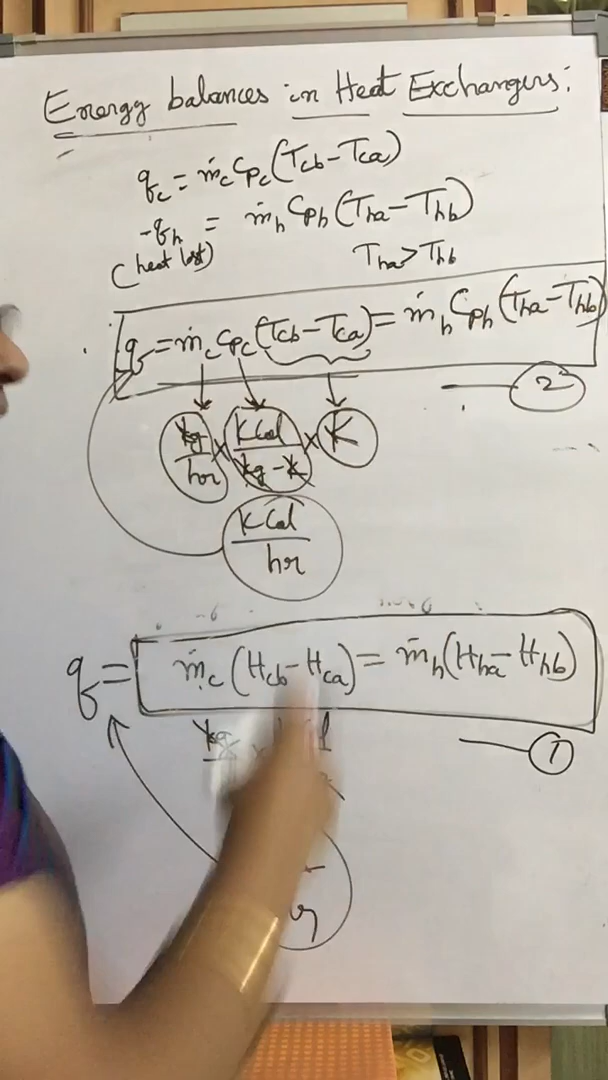 Energy balances in Heat Exchangers:
q_c = ṁ_c C_pc (T_cb – T_ca)
-q_h = ṁ_h C_ph (T_ha – T_hb)
(heat lost) T_ha > T_hb
q = ṁ_c C_pc (T_cb – T_ca) = ṁ_h C_ph (T_ha – T_hb)
2
kg/hr × KCal/kg-K × K
KCal/hr
q = ṁ_c (H_cb – H_ca) = ṁ_h (H_ha – H_hb)
1
kg ×